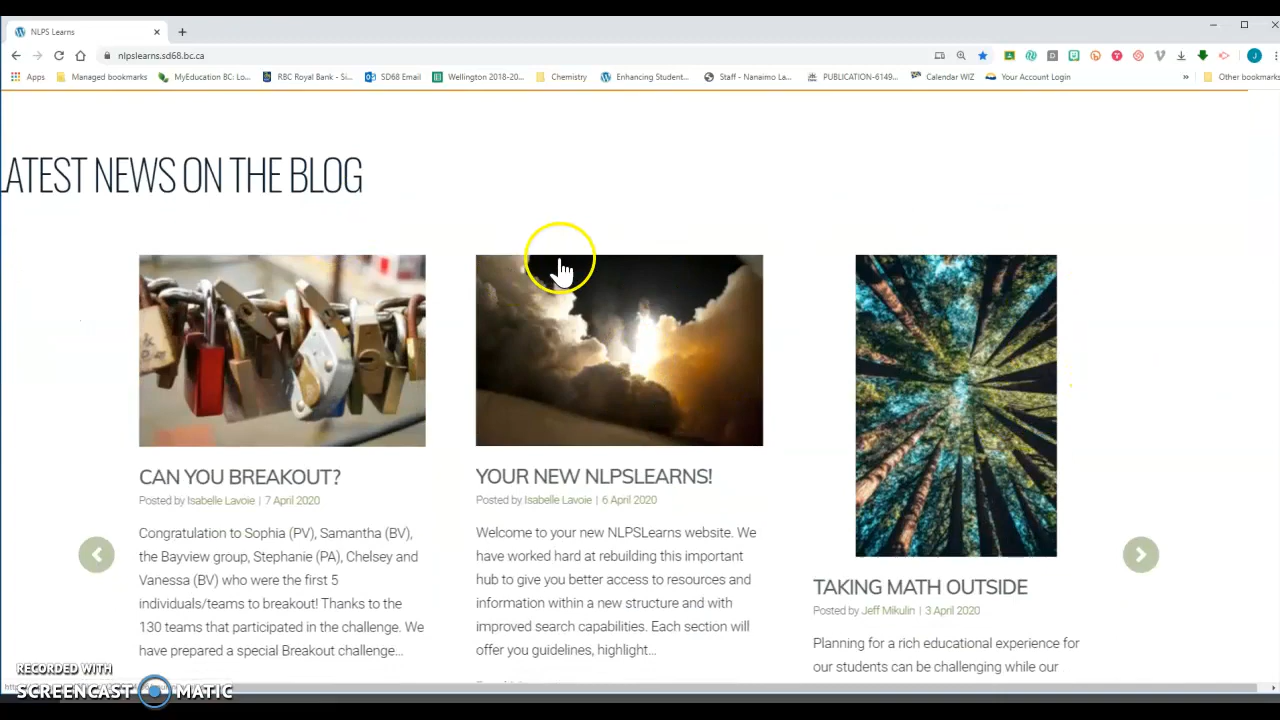 NLPS Learns
nlpslearns.sd68.bc.ca
Apps Managed bookmarks MyEducation BC: Lo... RBC Royal Bank - Si... SD68 Email Wellington 2018-20... Chemistry Enhancing Student... Staff - Nanaimo La... PUBLICATION-6149... Calendar WIZ Your Account Login » Other bookmarks
LATEST NEWS ON THE BLOG
CAN YOU BREAKOUT?
Posted by Isabelle Lavoie | 7 April 2020
Congratulation to Sophia (PV), Samantha (BV),
the Bayview group, Stephanie (PA), Chelsey and
Vanessa (BV) who were the first 5
individuals/teams to breakout! Thanks to the
130 teams that participated in the challenge. We
have prepared a special Breakout challenge...
YOUR NEW NLPSLEARNS!
Posted by Isabelle Lavoie | 6 April 2020
Welcome to your new NLPSLearns website. We
have worked hard at rebuilding this important
hub to give you better access to resources and
information within a new structure and with
improved search capabilities. Each section will
offer you guidelines, highlight...
TAKING MATH OUTSIDE
Posted by Jeff Mikulin | 3 April 2020
Planning for a rich educational experience for
our students can be challenging while our
RECORDED WITH
SCREENCAST MATIC